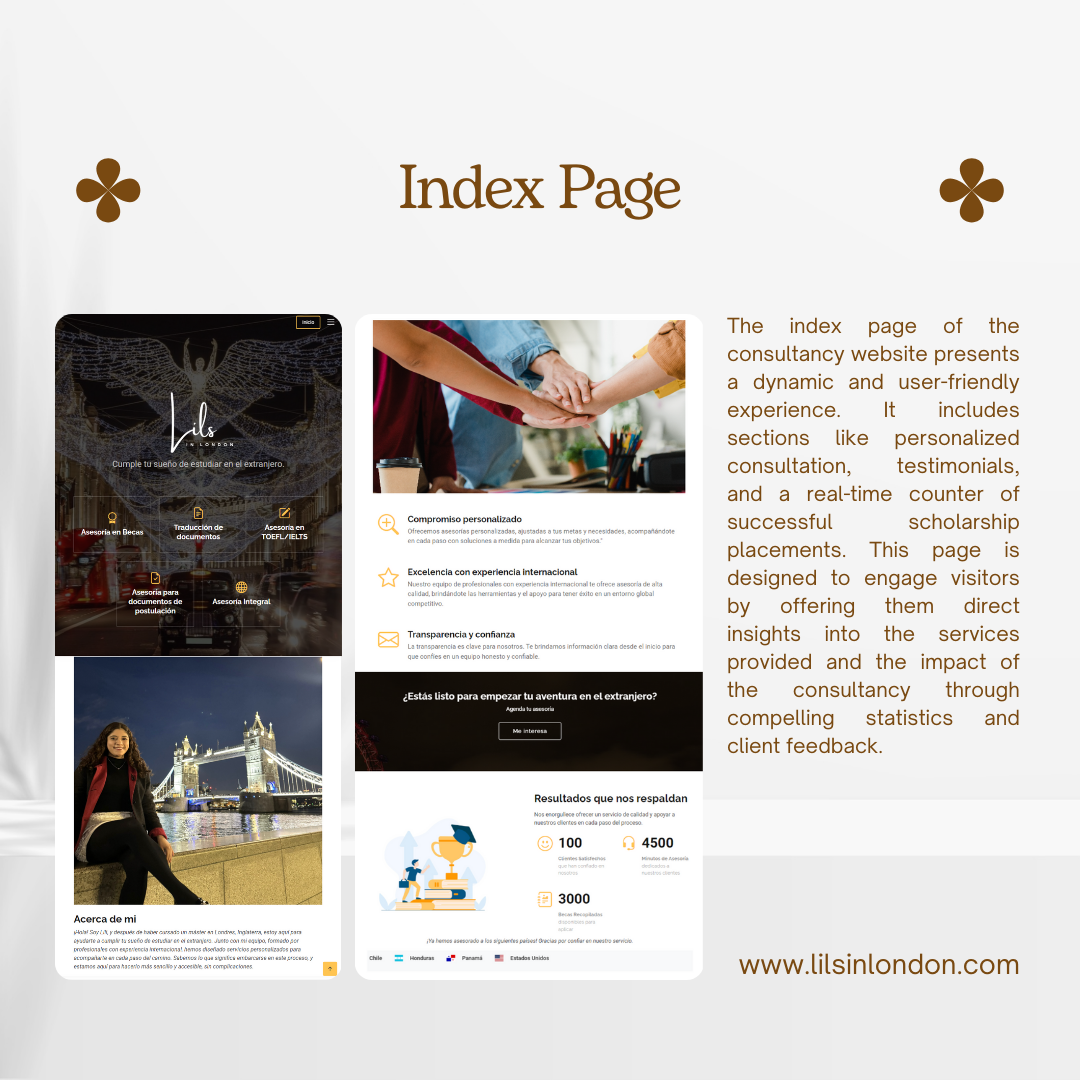 Index Page
Inicio
Lils
IN LONDON
Cumple tu sueño de estudiar en el extranjero.
Asesoría en Becas
Traducción de
documentos
Asesoría en
TOEFL/IELTS
Asesoría para
documentos de
postulación
Asesoría Integral
Acerca de mi
¡Hola! Soy Lili, y después de haber cursado un máster en Londres, Inglaterra, estoy aquí para
ayudarte a cumplir tu sueño de estudiar en el extranjero. Junto con mi equipo, formado por
profesionales con experiencia internacional, hemos diseñado servicios personalizados para
acompañarte en cada paso del camino. Sabemos lo que significa embarcarse en este proceso, y
estamos aquí para hacerlo más sencillo y accesible, sin complicaciones.
Compromiso personalizado
Ofrecemos asesorías personalizadas, ajustadas a tus metas y necesidades, acompañándote
en cada paso con soluciones a medida para alcanzar tus objetivos."
Excelencia con experiencia internacional
Nuestro equipo de profesionales con experiencia internacional te ofrece asesoría de alta
calidad, brindándote las herramientas y el apoyo para tener éxito en un entorno global
competitivo.
Transparencia y confianza
La transparencia es clave para nosotros. Te brindamos información clara desde el inicio para
que confíes en un equipo honesto y confiable.
¿Estás listo para empezar tu aventura en el extranjero?
Agenda tu asesoría
Me interesa
Resultados que nos respaldan
Nos enorgullece ofrecer un servicio de calidad y apoyar a
nuestros clientes en cada paso del proceso.
100
Clientes Satisfechos
que han confiado en
nosotros
4500
Minutos de Asesoría
dedicados a
nuestros clientes
3000
Becas Recopiladas
disponibles para
aplicar
¡Ya hemos asesorado a los siguientes países! Gracias por confiar en nuestro servicio.
Chile Honduras Panamá Estados Unidos
The index page of the
consultancy website presents
a dynamic and user-friendly
experience. It includes
sections like personalized
consultation, testimonials,
and a real-time counter of
successful scholarship
placements. This page is
designed to engage visitors
by offering them direct
insights into the services
provided and the impact of
the consultancy through
compelling statistics and
client feedback.
www.lilsinlondon.com